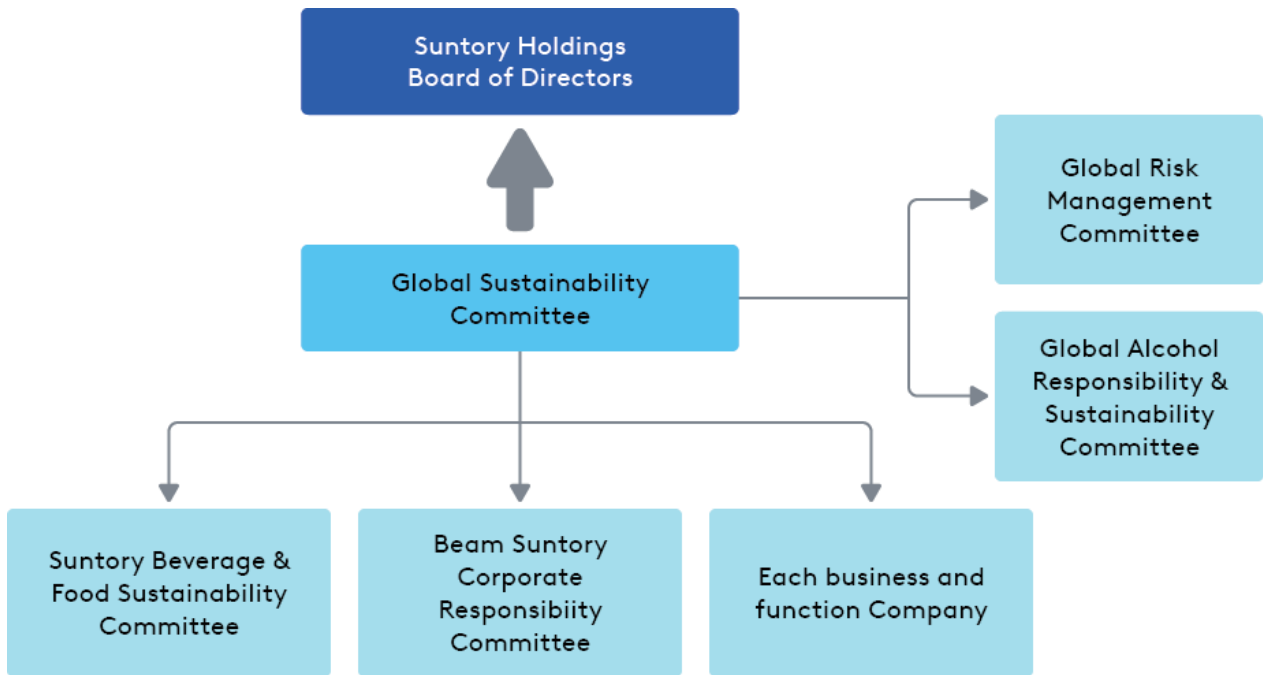 Suntory Holdings
Board of Directors
Global Sustainability
Committee
Global Risk
Management
Committee
Global Alcohol
Responsibility &
Sustainability
Committee
Suntory Beverage &
Food Sustainability
Committee
Beam Suntory
Corporate
Responsibiity
Committee
Each business and
function Company